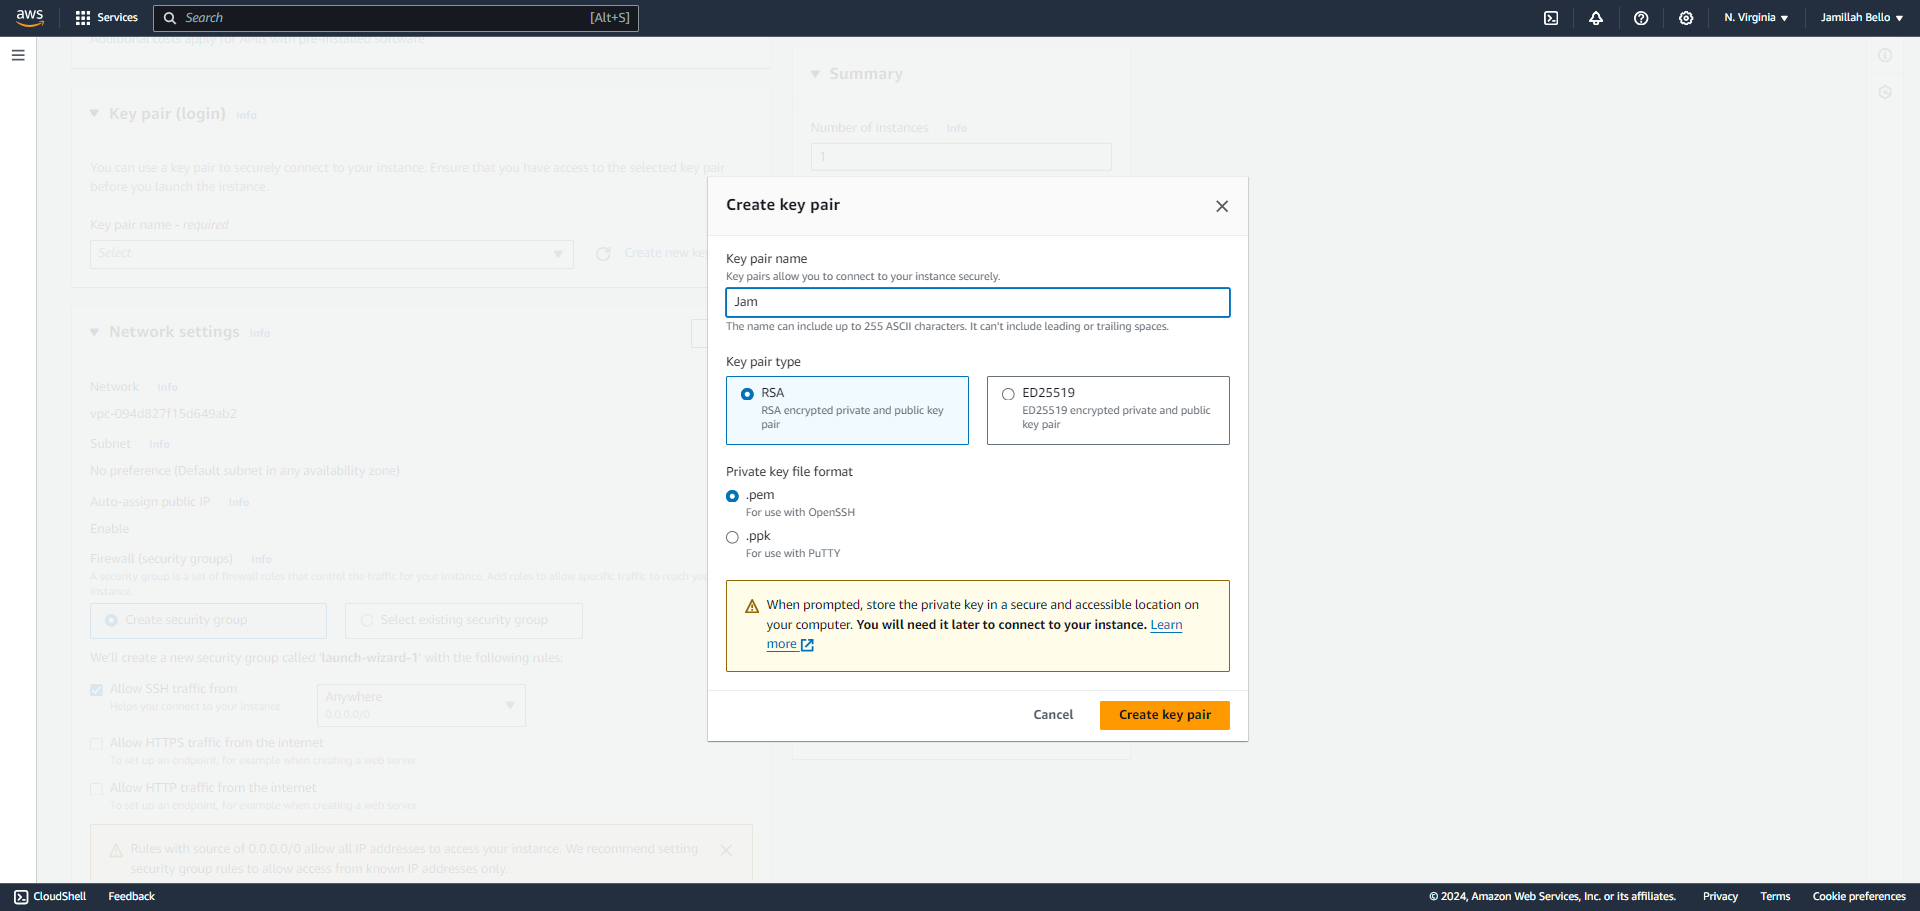 aws Services Search [Alt+S] N. Virginia Jamillah Bello
Additional costs apply for AMIs with pre-installed software
Key pair (login) Info
You can use a key pair to securely connect to your instance. Ensure that you have access to the selected key pair
before you launch the instance.
Key pair name - required
Select
Create new key
Network settings Info
Network Info
vpc-094d827f15d649ab2
Subnet Info
No preference (Default subnet in any availability zone)
Auto-assign public IP Info
Enable
Firewall (security groups) Info
A security group is a set of firewall rules that control the traffic for your instance. Add rules to allow specific traffic to reach your
instance.
Create security group
Select existing security group
We'll create a new security group called 'launch-wizard-1' with the following rules:
Allow SSH traffic from
Helps you connect to your instance
Anywhere
0.0.0.0/0
Allow HTTPS traffic from the internet
To set up an endpoint, for example when creating a web server
Allow HTTP traffic from the internet
To set up an endpoint, for example when creating a web server
Rules with source of 0.0.0.0/0 allow all IP addresses to access your instance. We recommend setting
security group rules to allow access from known IP addresses only.
Summary
Number of instances Info
1
Create key pair
Key pair name
Key pairs allow you to connect to your instance securely.
Jam
The name can include up to 255 ASCII characters. It can't include leading or trailing spaces.
Key pair type
RSA
RSA encrypted private and public key
pair
ED25519
ED25519 encrypted private and public
key pair
Private key file format
.pem
For use with OpenSSH
.ppk
For use with PuTTY
When prompted, store the private key in a secure and accessible location on
your computer. You will need it later to connect to your instance. Learn
more
Cancel Create key pair
CloudShell Feedback © 2024, Amazon Web Services, Inc. or its affiliates. Privacy Terms Cookie preferences